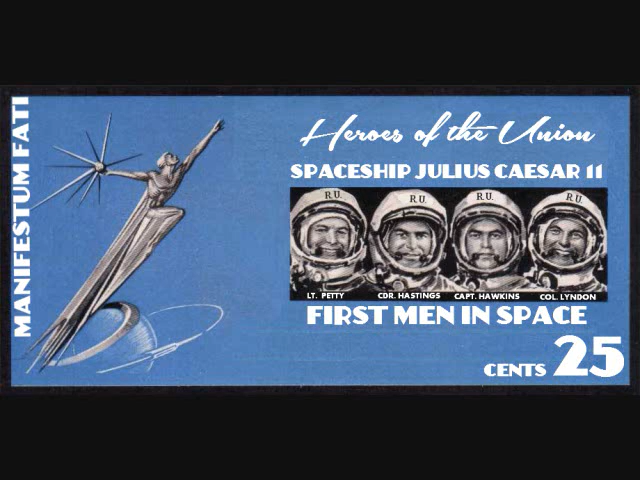 MANIFESTUM FATI
Heroes of the Union
SPACESHIP JULIUS CAESAR 11
R.U. R.U. R.U. R.U.
LT. PETTY CDR. HASTINGS CAPT. HAWKINS COL. LYNDON
FIRST MEN IN SPACE
CENTS 25